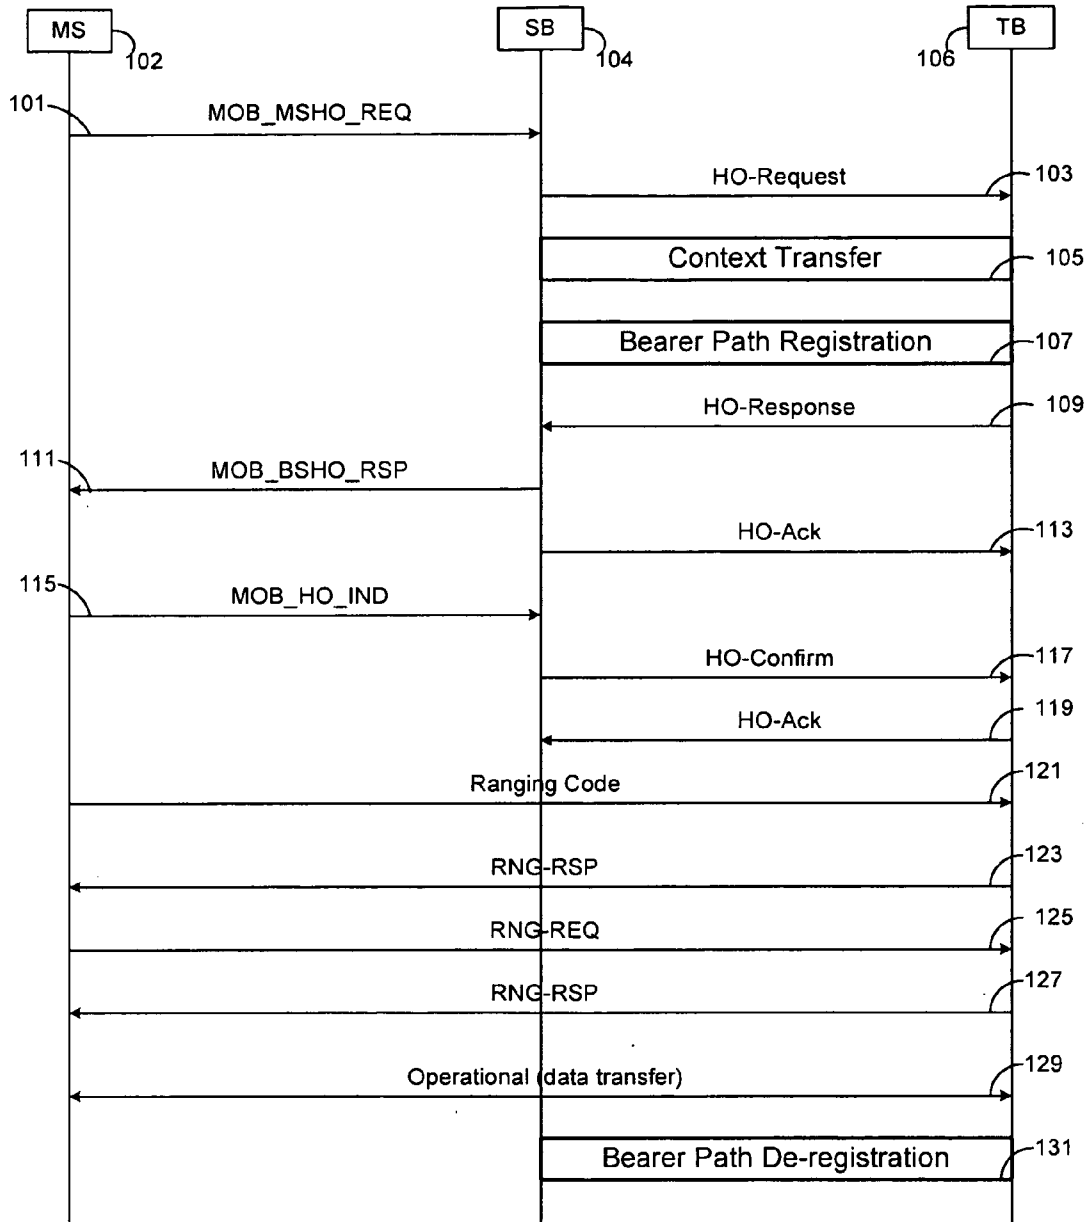 MS
102
SB
104
TB
106
101
MOB_MSHO_REQ
HO-Request
103
Context Transfer
105
Bearer Path Registration
107
HO-Response
109
111
MOB_BSHO_RSP
HO-Ack
113
115
MOB_HO_IND
HO-Confirm
117
HO-Ack
119
Ranging Code
121
RNG-RSP
123
RNG-REQ
125
RNG-RSP
127
Operational (data transfer)
129
Bearer Path De-registration
131